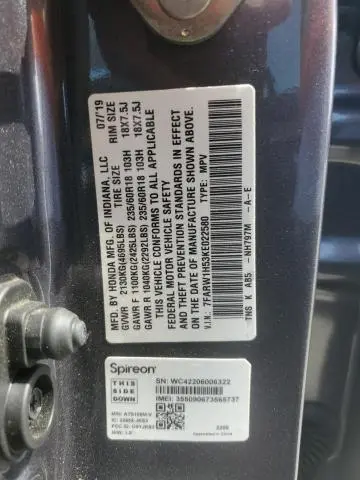 MFD. BY HONDA MFG. OF INDIANA, LLC 07/19
TIRE SIZE RIM SIZE
GVWR 2130KG(4695LBS)
GAWR F 1100KG(2425LBS) 235/60R18 103H 18X7.5J
GAWR R 1040KG(2292LBS) 235/60R18 103H 18X7.5J
THIS VEHICLE CONFORMS TO ALL APPLICABLE
FEDERAL MOTOR VEHICLE SAFETY,
BUMPER, AND THEFT PREVENTION STANDARDS IN EFFECT
ON THE DATE OF MANUFACTURE SHOWN ABOVE.
V.I.N.: 7FARW1H53KE022580 TYPE: MPV
TNS K AB5 -NH797M -A-E
Spireon
THIS
SIDE
DOWN
SN: WC42206006322
IMEI: 355090673565737